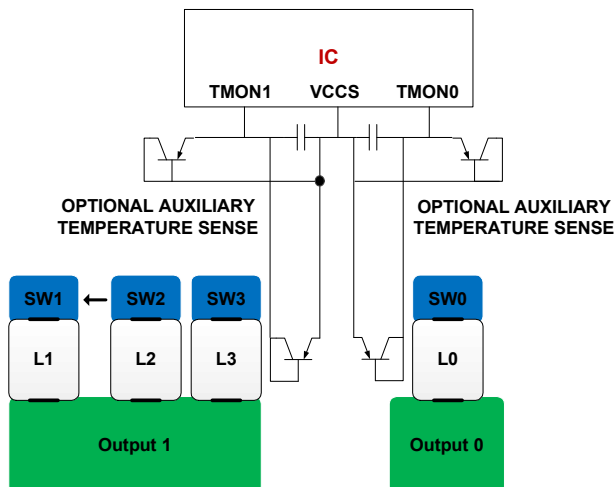 IC
TMON1 VCCS TMON0
OPTIONAL AUXILIARY
TEMPERATURE SENSE
OPTIONAL AUXILIARY
TEMPERATURE SENSE
SW1 SW2 SW3 SW0
L1 L2 L3 L0
Output 1 Output 0